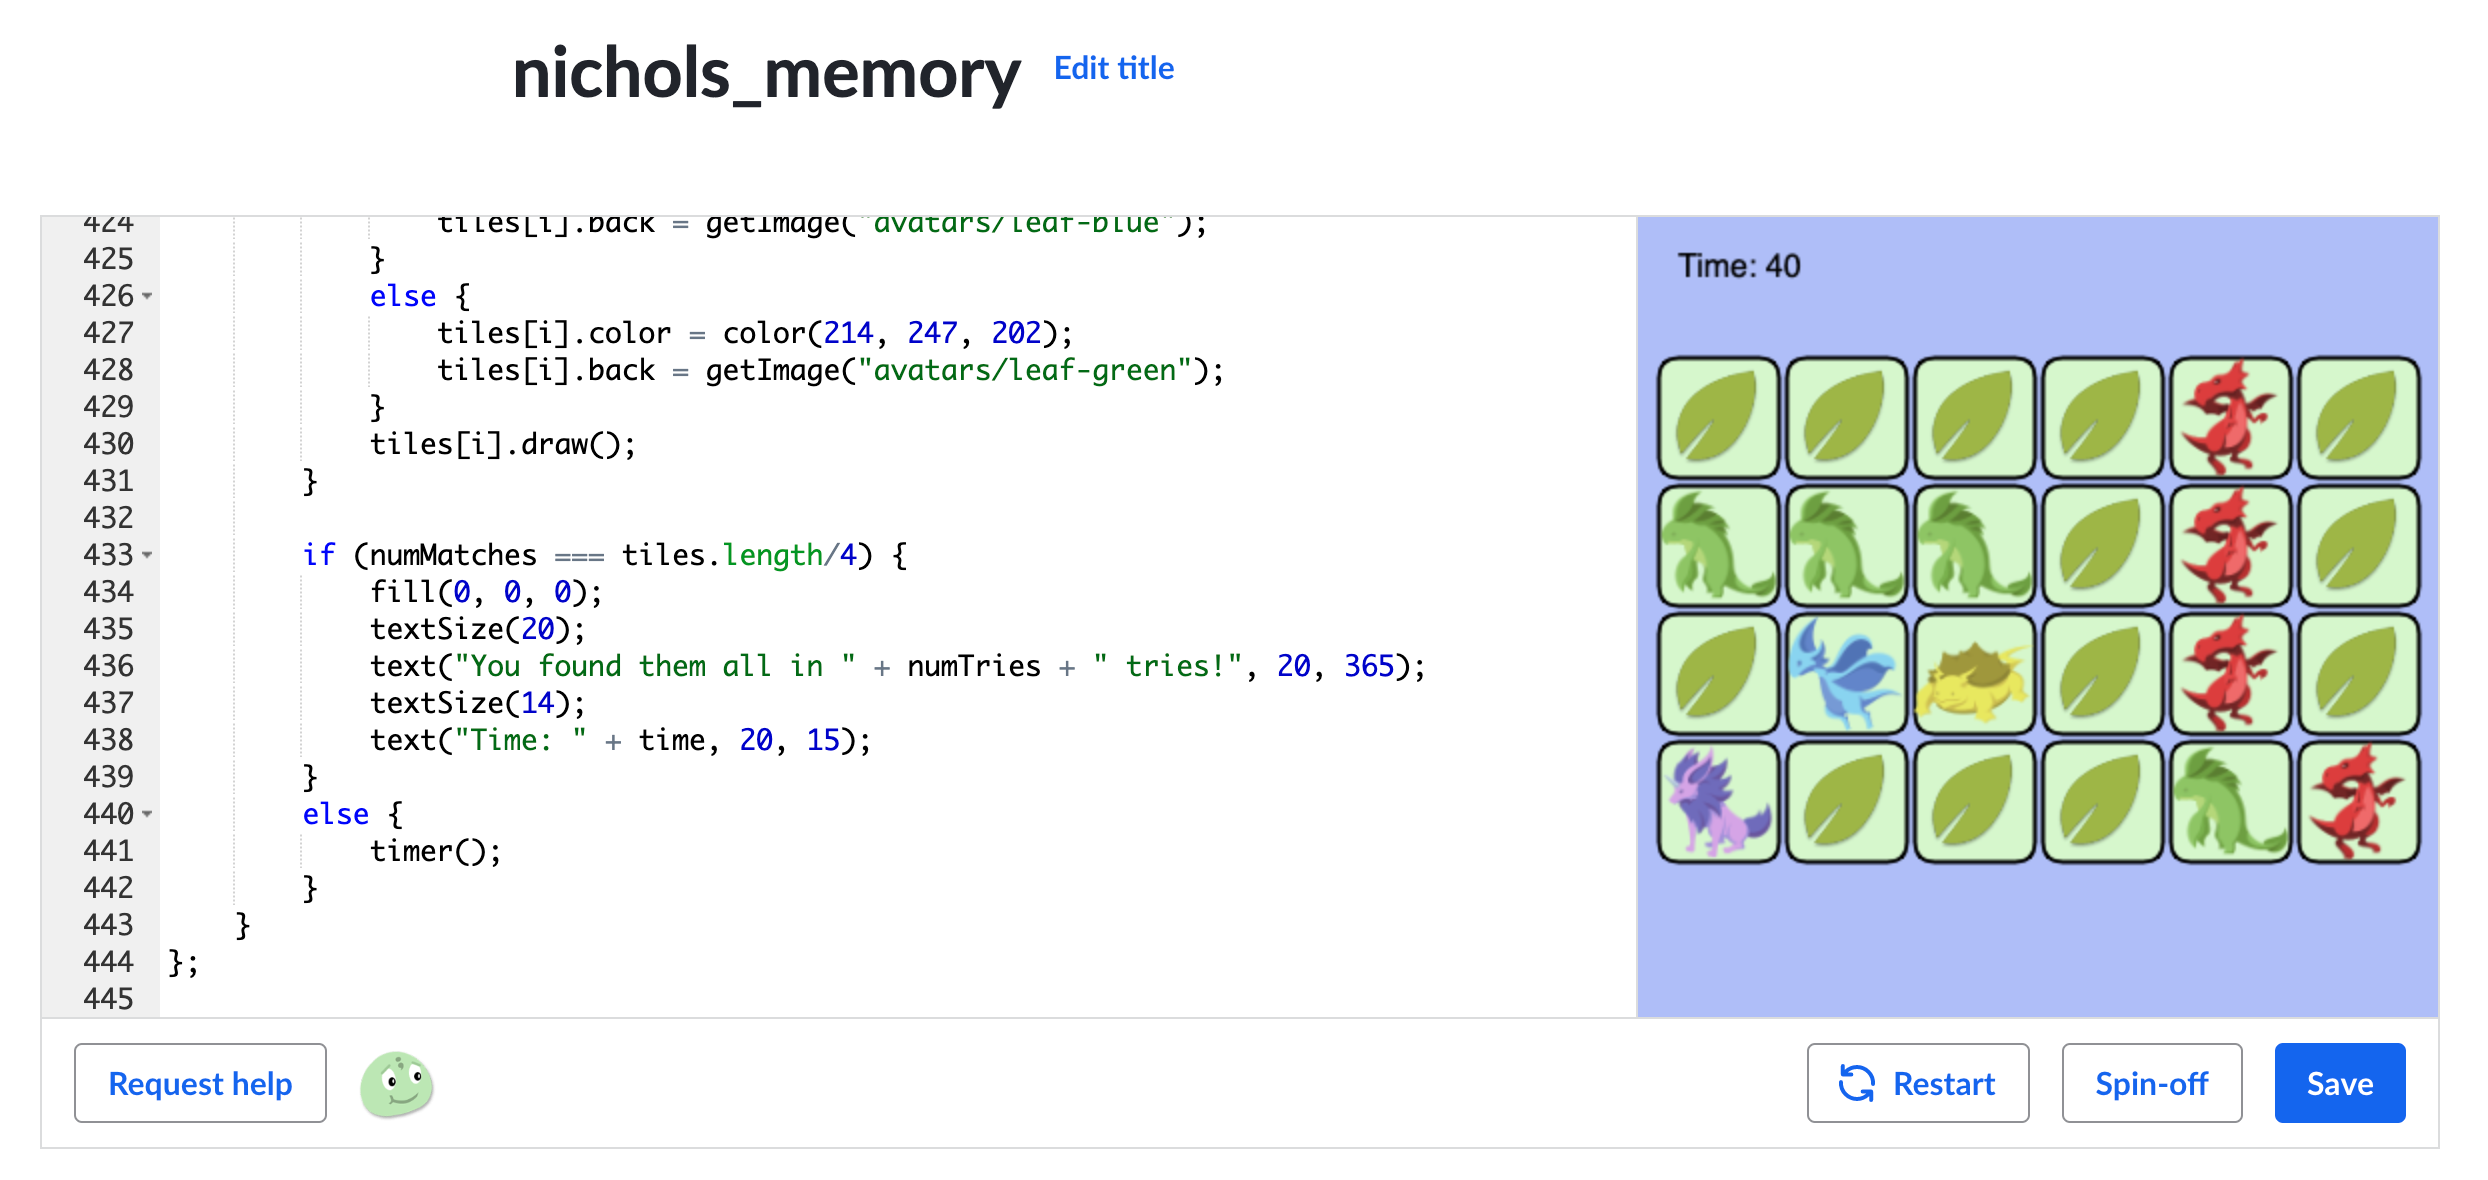 nichols_memory Edit title
424 tiles[i].back = getImage("avatars/leaf-blue");
425 }
426 else {
427 tiles[i].color = color(214, 247, 202);
428 tiles[i].back = getImage("avatars/leaf-green");
429 }
430 tiles[i].draw();
431 }
432
433 if (numMatches === tiles.length/4) {
434 fill(0, 0, 0);
435 textSize(20);
436 text("You found them all in " + numTries + " tries!", 20, 365);
437 textSize(14);
438 text("Time: " + time, 20, 15);
439 }
440 else {
441 timer();
442 }
443 }
444 };
445
Time: 40
Request help
Restart
Spin-off
Save